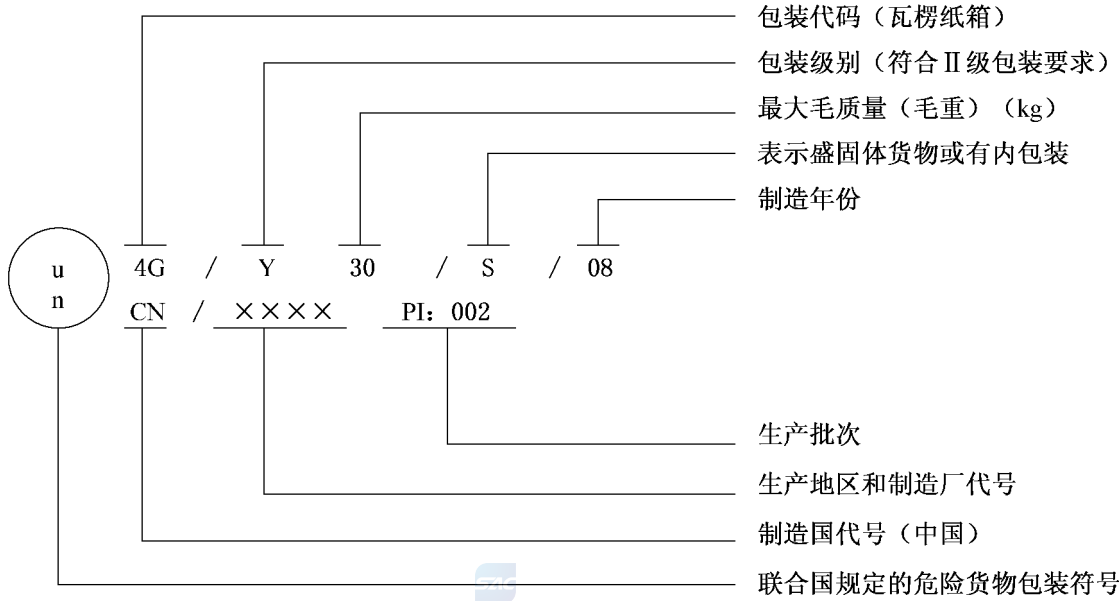 包装代码（瓦楞纸箱）
包装级别（符合Ⅱ级包装要求）
最大毛质量（毛重）（kg）
表示盛固体货物或有内包装
制造年份
u
n
4G / Y 30 / S / 08
CN / ×××× PI：002
生产批次
生产地区和制造厂代号
制造国代号（中国）
联合国规定的危险货物包装符号
SZIC